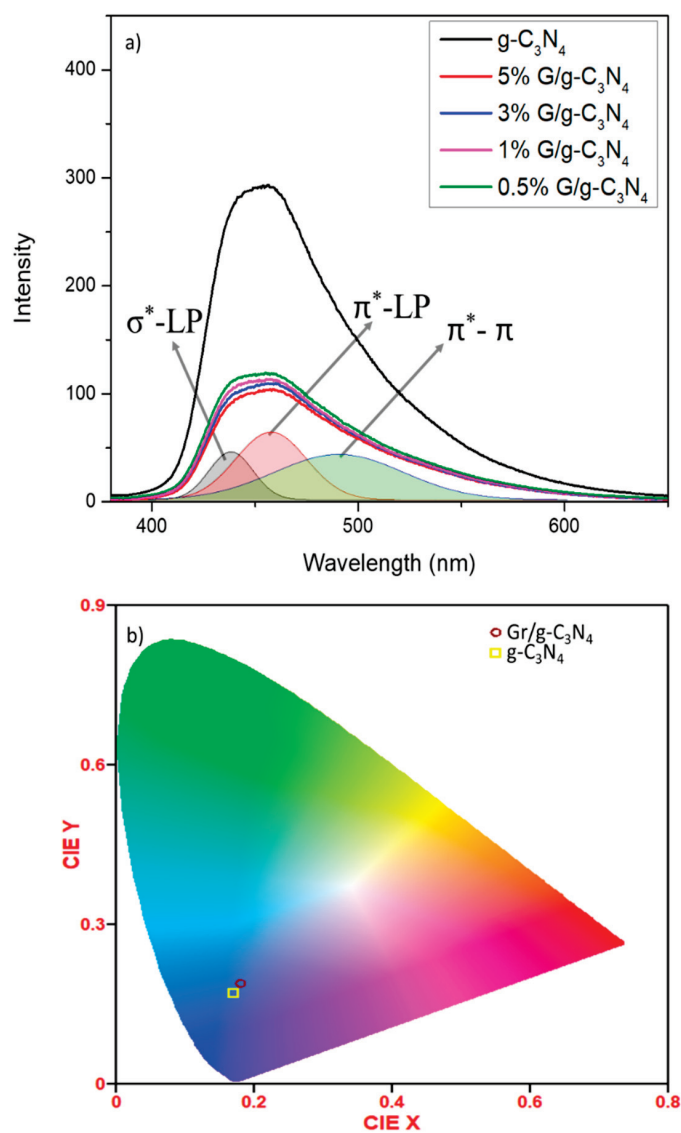 a)
g-C₃N₄
5% G/g-C₃N₄
3% G/g-C₃N₄
1% G/g-C₃N₄
0.5% G/g-C₃N₄
400
300
200
100
0
Intensity
σ*-LP
π*-LP
π*- π
400
500
600
Wavelength (nm)
b)
Gr/g-C₃N₄
g-C₃N₄
0.9
0.6
0.3
0
CIE Y
0
0.2
0.4
0.6
0.8
CIE X